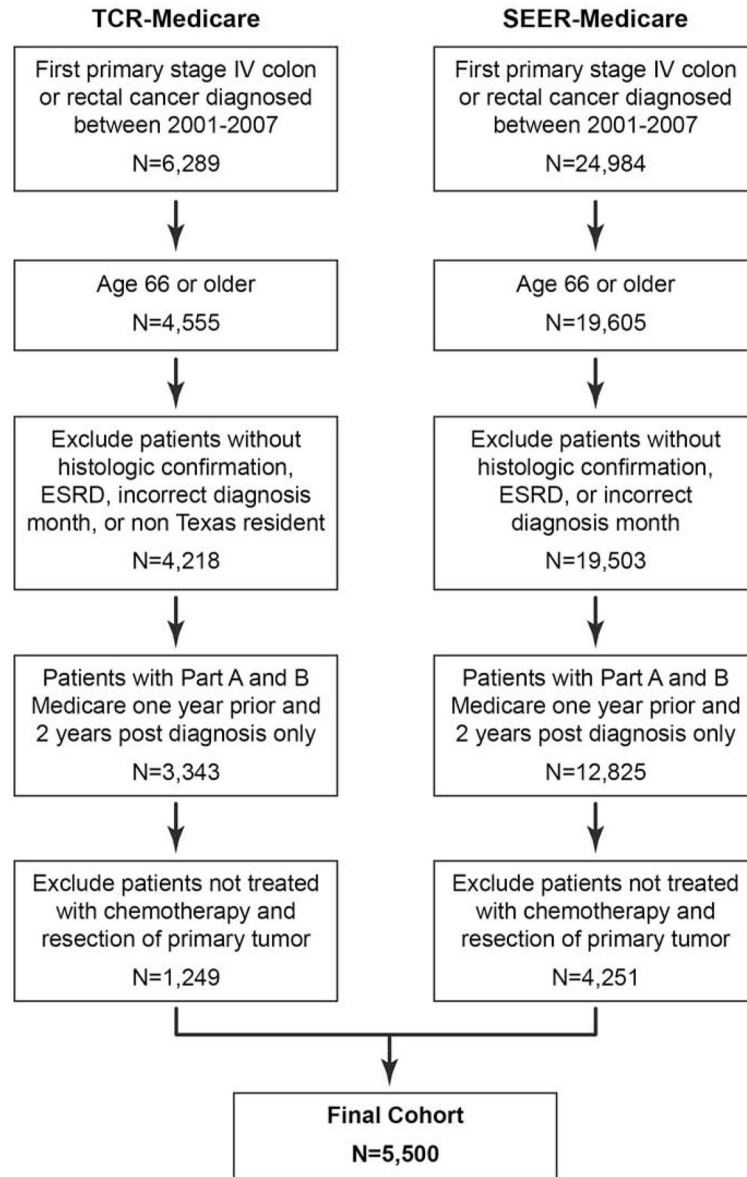 TCR-Medicare
First primary stage IV colon
or rectal cancer diagnosed
between 2001-2007
N=6,289
Age 66 or older
N=4,555
Exclude patients without
histologic confirmation,
ESRD, incorrect diagnosis
month, or non Texas resident
N=4,218
Patients with Part A and B
Medicare one year prior and
2 years post diagnosis only
N=3,343
Exclude patients not treated
with chemotherapy and
resection of primary tumor
N=1,249
SEER-Medicare
First primary stage IV colon
or rectal cancer diagnosed
between 2001-2007
N=24,984
Age 66 or older
N=19,605
Exclude patients without
histologic confirmation,
ESRD, or incorrect
diagnosis month
N=19,503
Patients with Part A and B
Medicare one year prior and
2 years post diagnosis only
N=12,825
Exclude patients not treated
with chemotherapy and
resection of primary tumor
N=4,251
Final Cohort
N=5,500